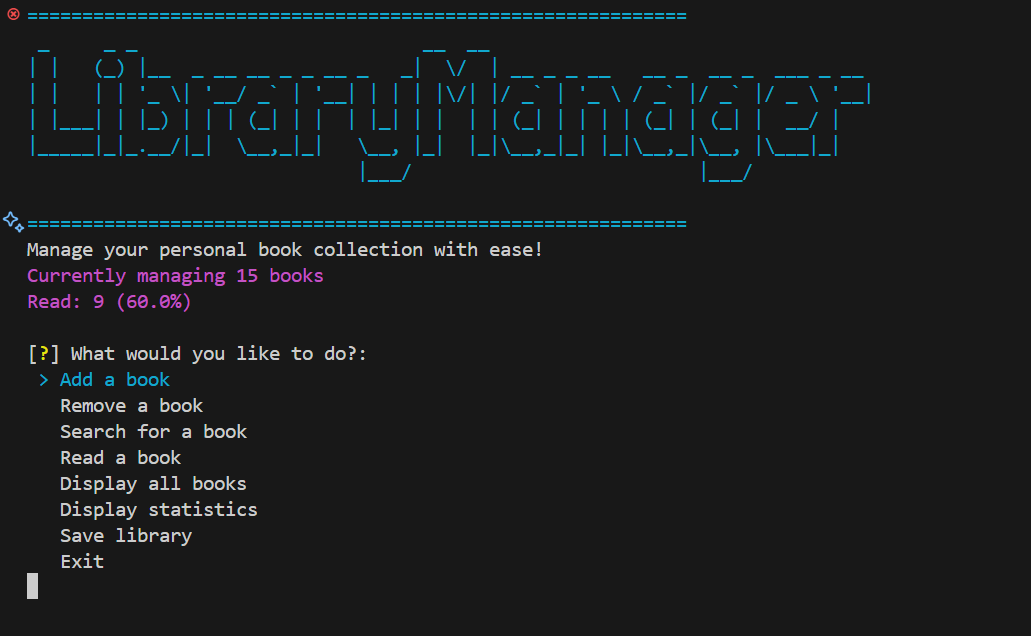 ============================================================
LibraryManager
============================================================
Manage your personal book collection with ease!
Currently managing 15 books
Read: 9 (60.0%)
[?] What would you like to do?:
> Add a book
Remove a book
Search for a book
Read a book
Display all books
Display statistics
Save library
Exit